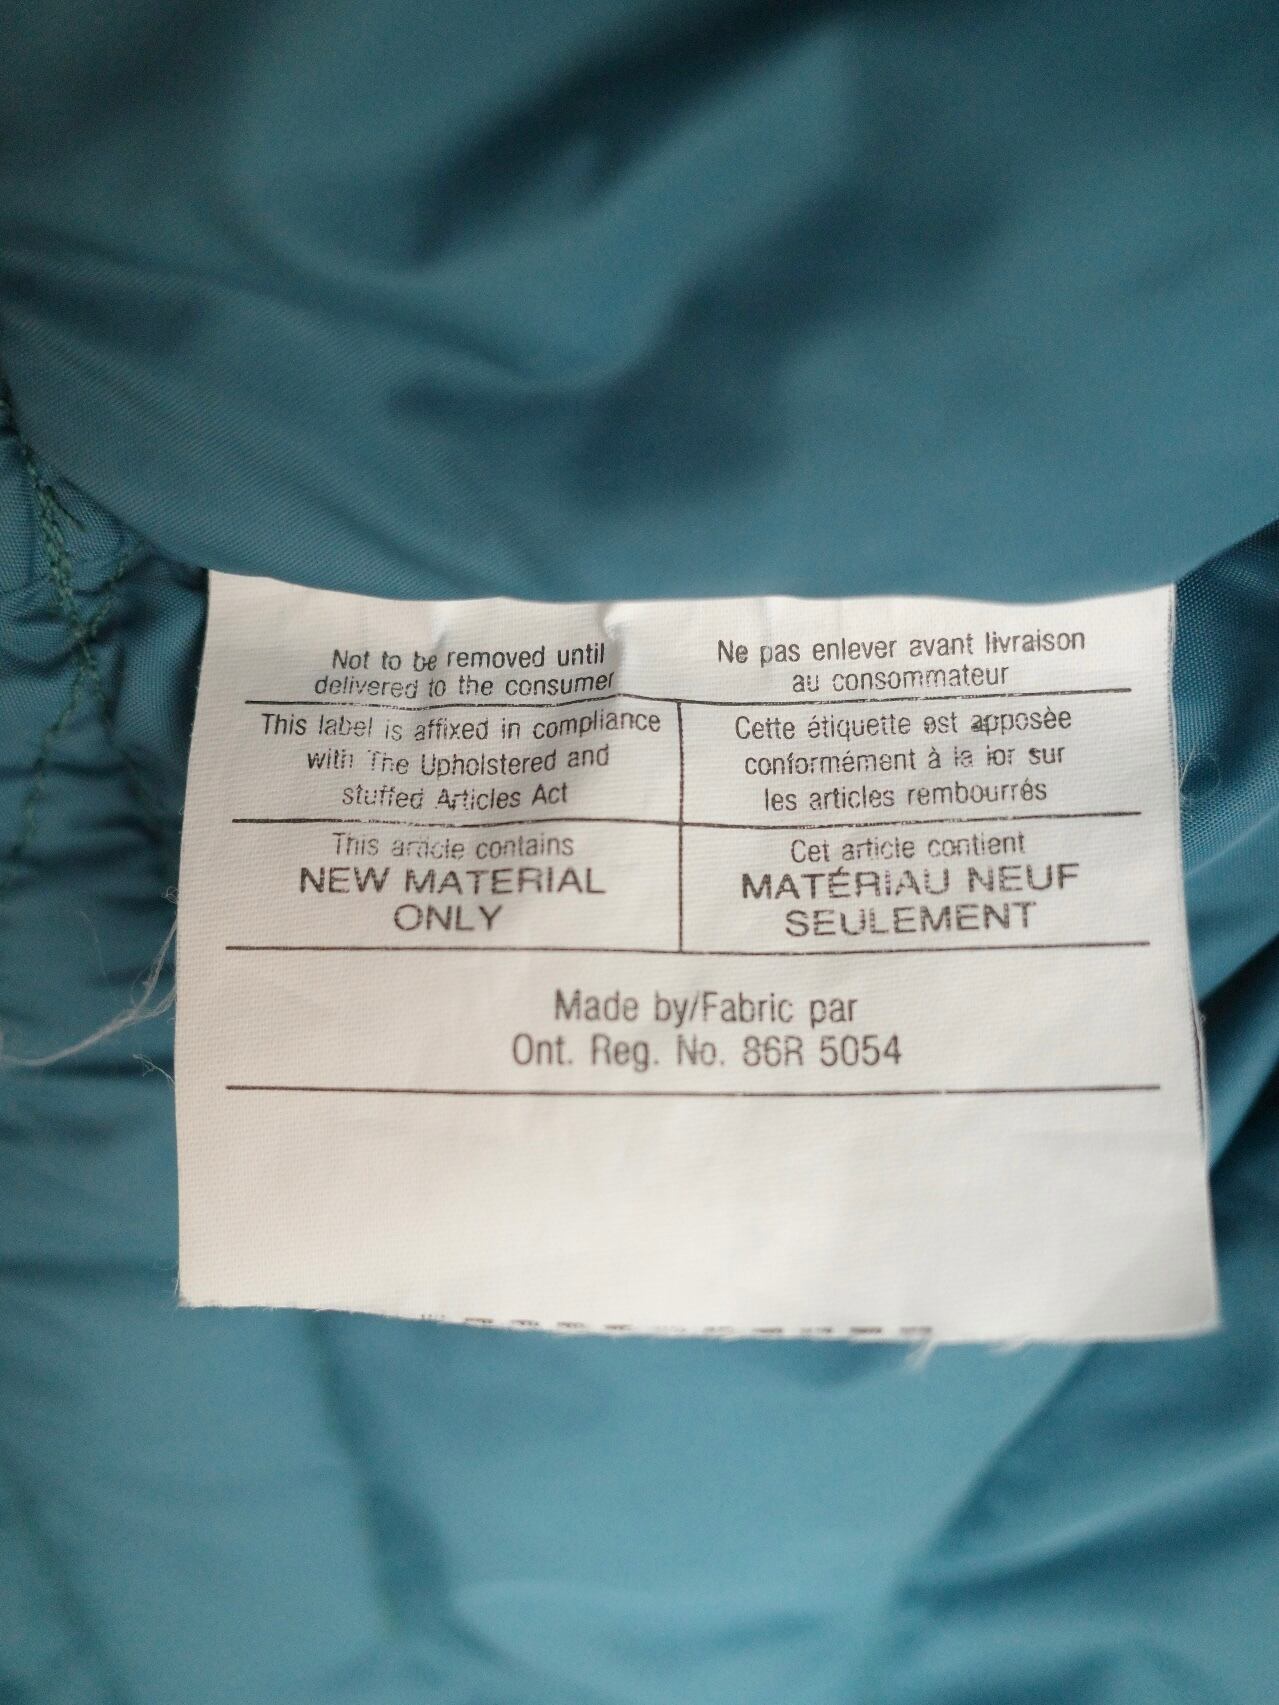 Not to be removed until
delivered to the consumer
Ne pas enlever avant livraison
au consommateur
This label is affixed in compliance
with The Upholstered and
stuffed Articles Act
Cette étiquette est apposèe
conformément à la ior sur
les articles rembourrés
This article contains
NEW MATERIAL
ONLY
Cet article contient
MATÉRIAU NEUF
SEULEMENT
Made by/Fabric par
Ont. Reg. No. 86R 5054